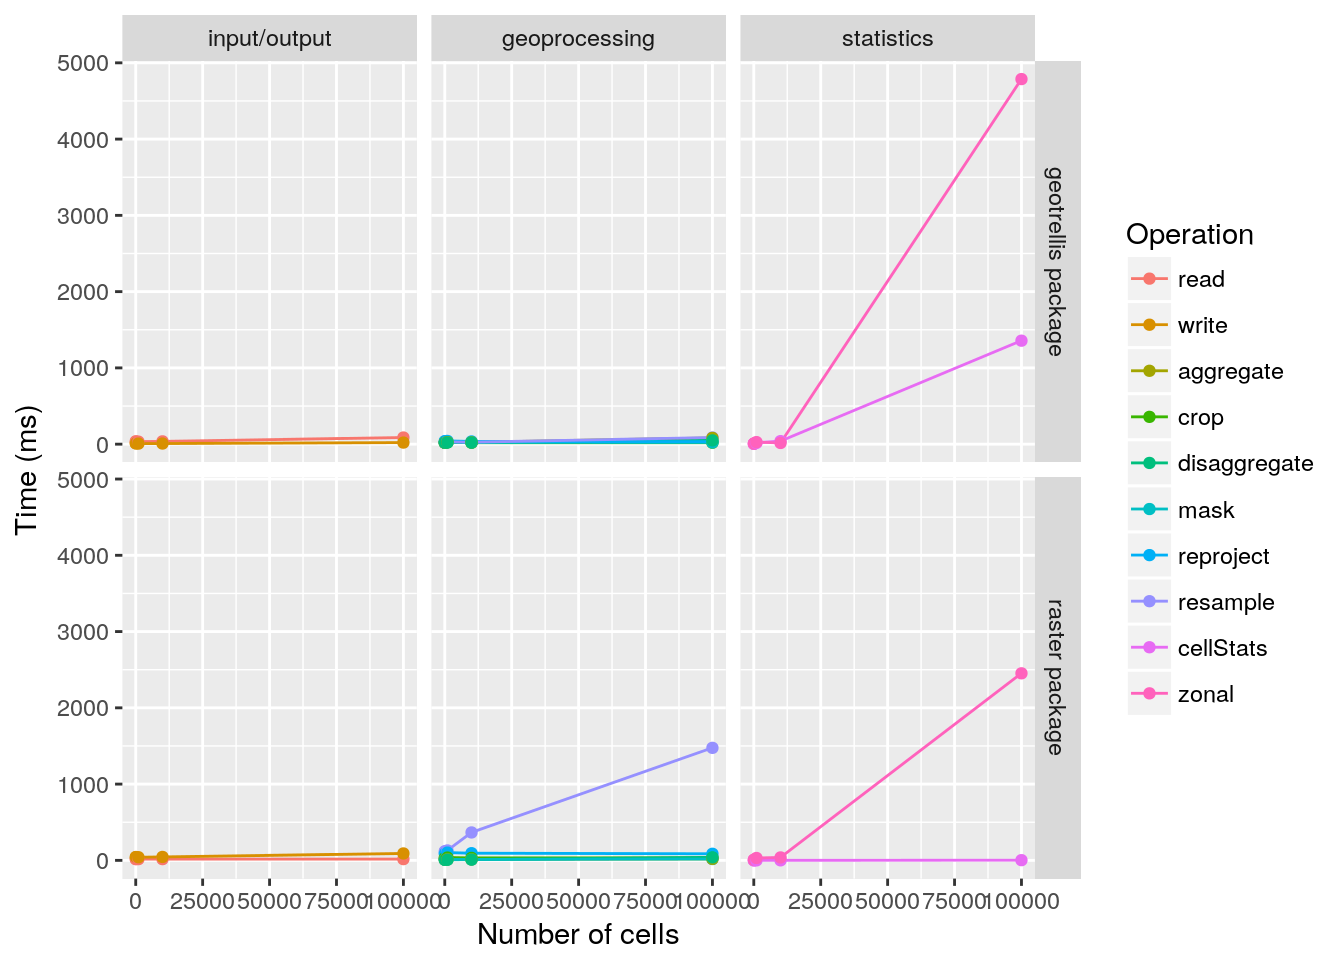 input/output
geoprocessing
statistics
5000
4000
3000
2000
1000
0
geotrellis package
5000
4000
3000
2000
1000
0
raster package
0 25000 50000 75000 100000
0 25000 50000 75000 100000
0 25000 50000 75000 100000
Number of cells
Time (ms)
Operation
read
write
aggregate
crop
disaggregate
mask
reproject
resample
cellStats
zonal